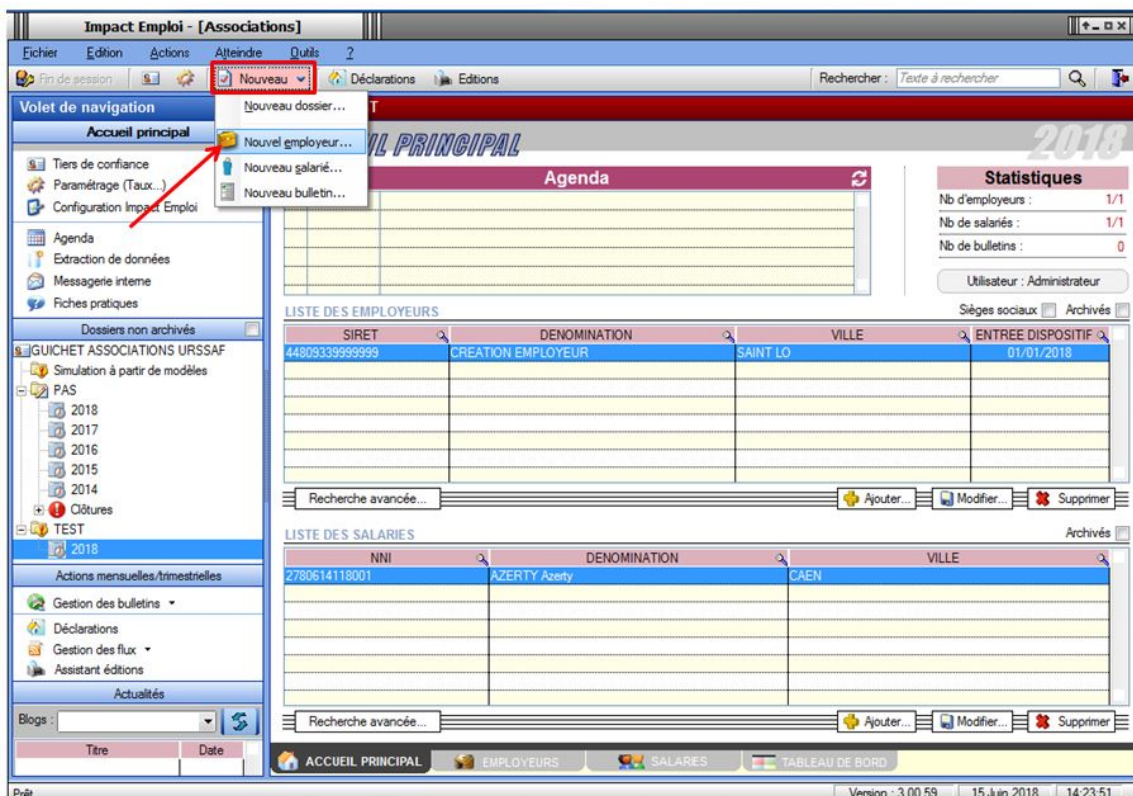 Impact Emploi - [Associations]
Fichier Edition Actions Atteindre Outils ?
Fin de session Nouveau Déclarations Editions Rechercher : Texte à rechercher
Volet de navigation
Accueil principal
Tiers de confiance
Paramétrage (Taux...)
Configuration Impact Emploi
Agenda
Extraction de données
Messagerie interne
Fiches pratiques
Dossiers non archivés
GUICHET ASSOCIATIONS URSSAF
Simulation à partir de modèles
PAS
2018
2017
2016
2015
2014
Clôtures
TEST
2018
Actions mensuelles/trimestrielles
Gestion des bulletins
Déclarations
Gestion des flux
Assistant éditions
Actualités
Blogs :
Titre Date
Nouveau dossier...
Nouvel employeur...
Nouveau salarié...
Nouveau bulletin...
T
IL PRINCIPAL
2018
Agenda
Statistiques
Nb d'employeurs : 1/1
Nb de salariés : 1/1
Nb de bulletins : 0
Utilisateur : Administrateur
LISTE DES EMPLOYEURS Sièges sociaux Archivés
SIRET DENOMINATION VILLE ENTREE DISPOSITIF
44809339999999 CREATION EMPLOYEUR SAINT LO 01/01/2018
Recherche avancée... Ajouter... Modifier... Supprimer
LISTE DES SALARIES Archivés
NNI DENOMINATION VILLE
2780614118001 AZERTY Azerty CAEN
Recherche avancée... Ajouter... Modifier... Supprimer
ACCUEIL PRINCIPAL EMPLOYEURS SALARIES TABLEAU DE BORD
Prêt Version : 3.00.59 15 Juin 2018 14:23:51